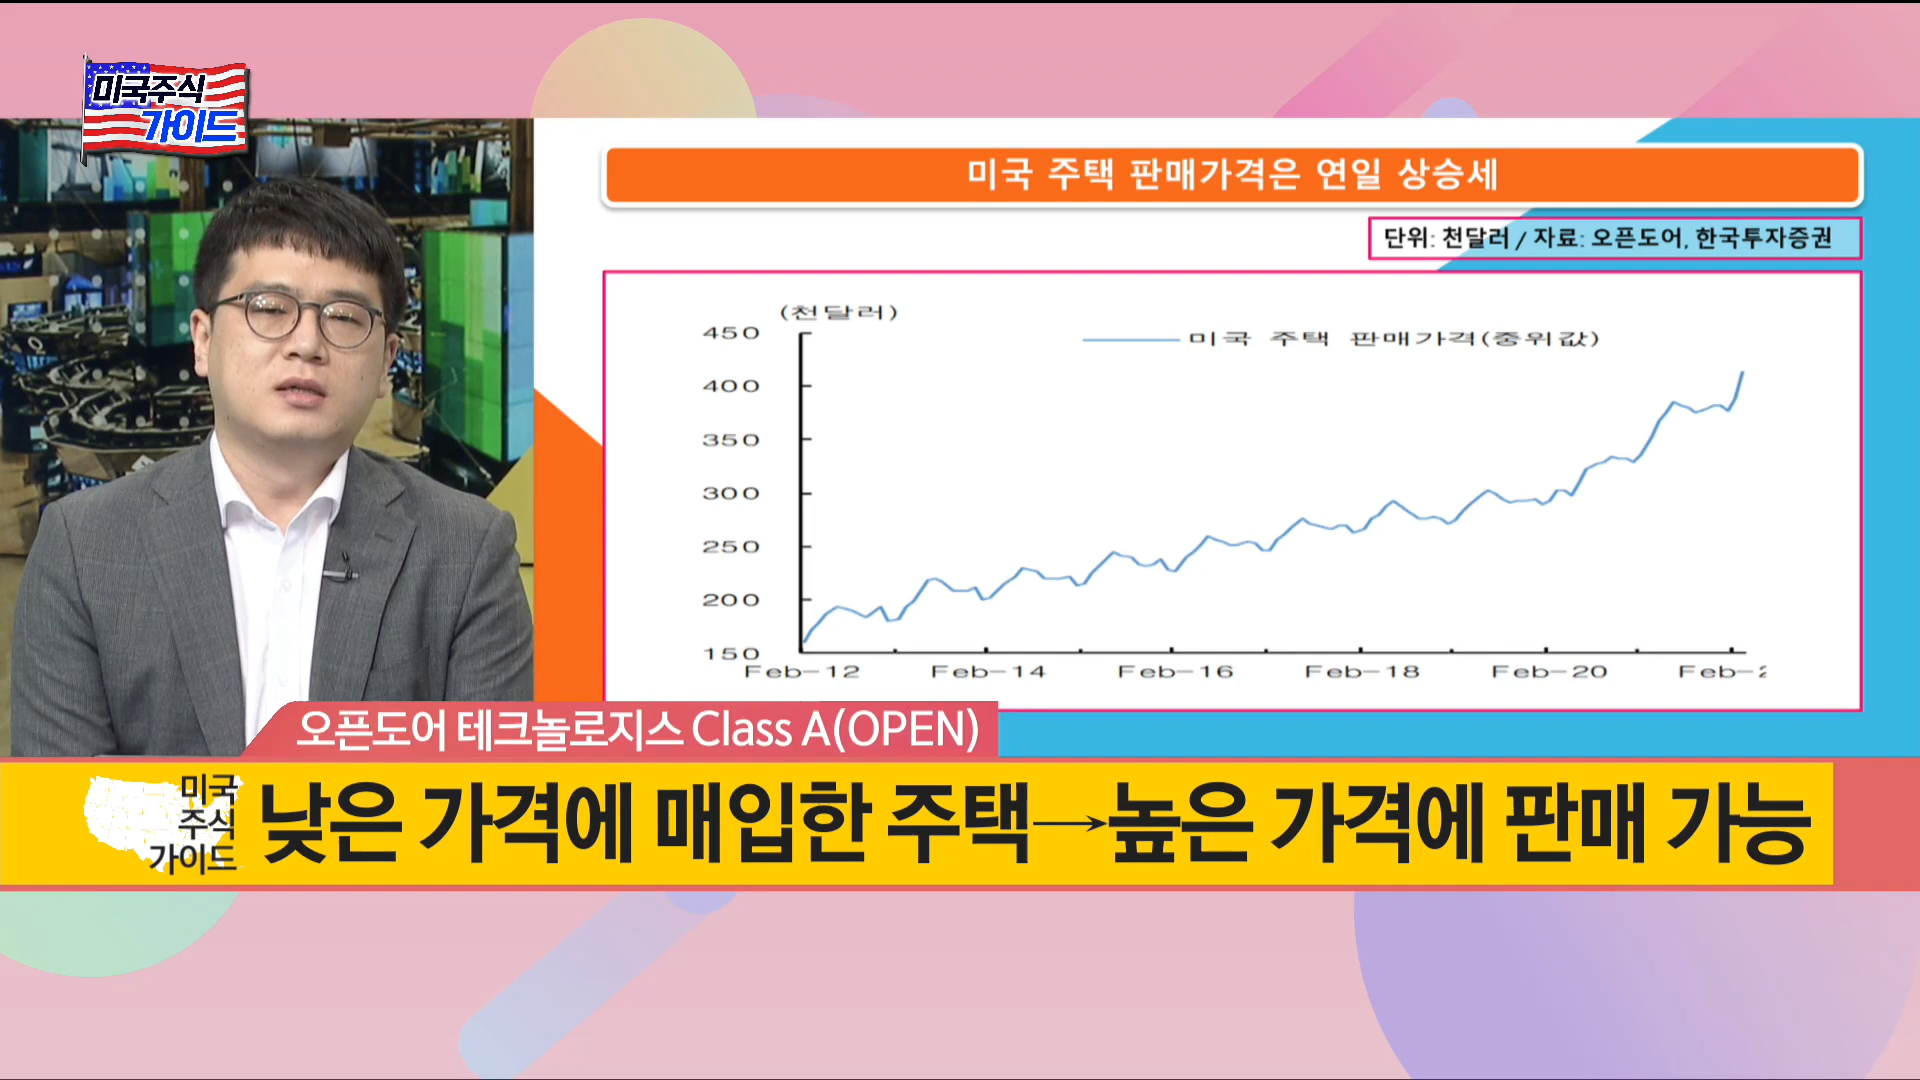 미국주식
가이드
미국 주택 판매가격은 연일 상승세
단위: 천달러 / 자료: 오픈도어, 한국투자증권
(천달러)
미국 주택 판매가격(중위값)
450
400
350
300
250
200
150
Feb-12 Feb-14 Feb-16 Feb-18 Feb-20 Feb-2
오픈도어 테크놀로지스 Class A(OPEN)
미국
주식
가이드
낮은 가격에 매입한 주택→높은 가격에 판매 가능